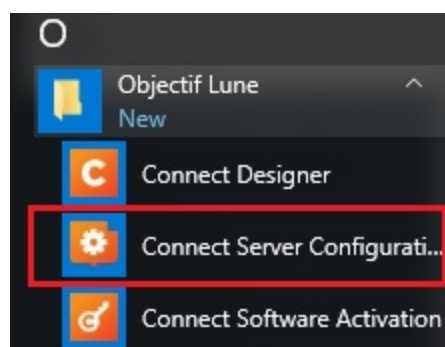 O
Objectif Lune
New
Connect Designer
Connect Server Configurati...
Connect Software Activation